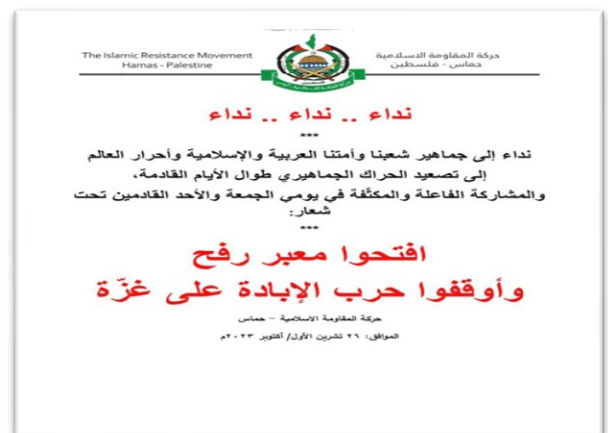 The Islamic Resistance Movement
Hamas - Palestine
حركة المقاومة الاسلامية
حماس - فلسطين
نداء .. نداء .. نداء
***
نداء إلى جماهير شعبنا وأمتنا العربية والإسلامية وأحرار العالم
إلى تصعيد الحراك الجماهيري طوال الأيام القادمة،
والمشاركة الفاعلة والمكثّفة في يومي الجمعة والأحد القادمين تحت
شعار:
***
افتحوا معبر رفح
وأوقفوا حرب الإبادة على غزّة
حركة المقاومة الاسلامية - حماس
الموافق: ٢٦ تشرين الأول/ أكتوبر ٢٠٢٣م